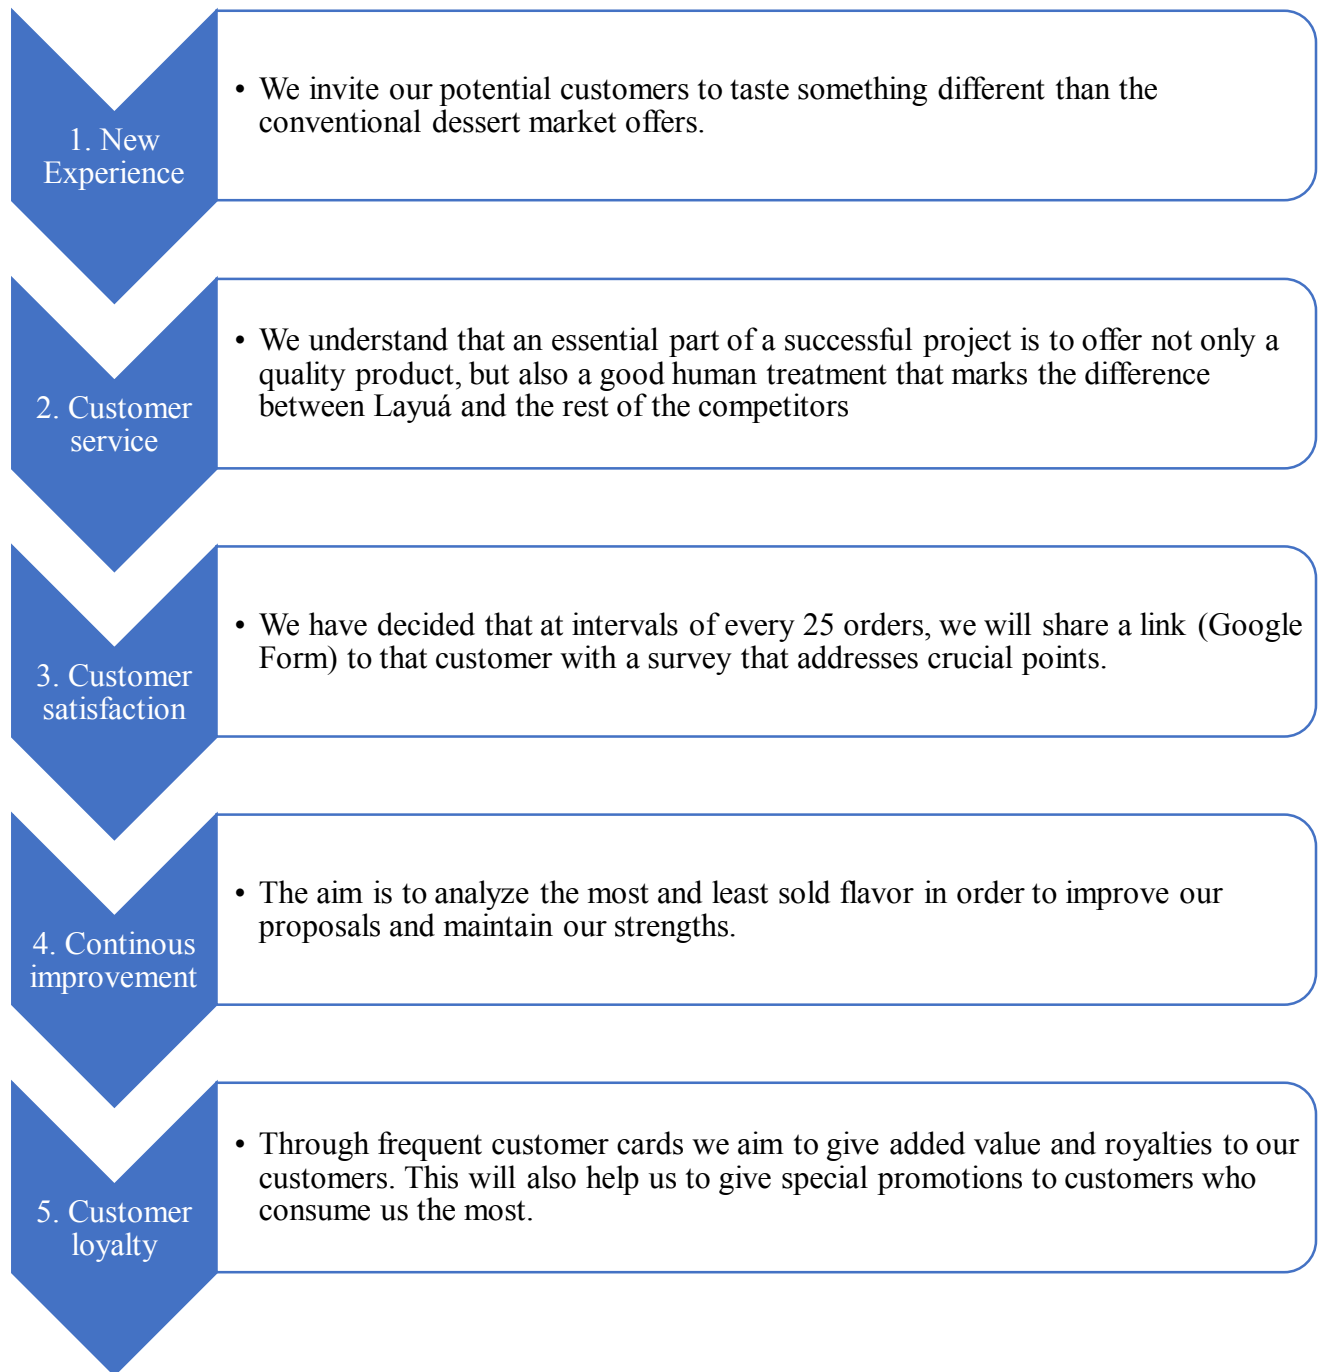 1. New
Experience
• We invite our potential customers to taste something different than the
conventional dessert market offers.
2. Customer
service
• We understand that an essential part of a successful project is to offer not only a
quality product, but also a good human treatment that marks the difference
between Layuá and the rest of the competitors
3. Customer
satisfaction
• We have decided that at intervals of every 25 orders, we will share a link (Google
Form) to that customer with a survey that addresses crucial points.
4. Continous
improvement
• The aim is to analyze the most and least sold flavor in order to improve our
proposals and maintain our strengths.
5. Customer
loyalty
• Through frequent customer cards we aim to give added value and royalties to our
customers. This will also help us to give special promotions to customers who
consume us the most.